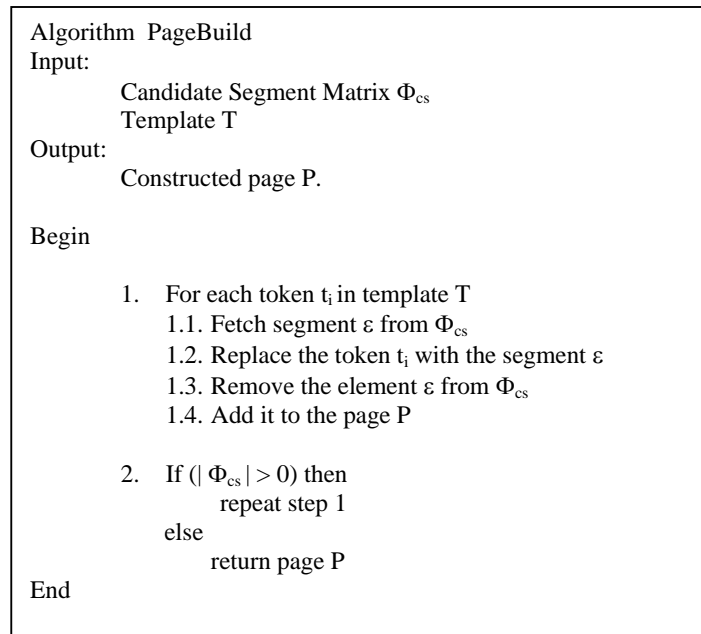 Algorithm PageBuild
Input:
Candidate Segment Matrix Φcs
Template T
Output:
Constructed page P.
Begin
1. For each token ti in template T
1.1. Fetch segment ε from Φcs
1.2. Replace the token ti with the segment ε
1.3. Remove the element ε from Φcs
1.4. Add it to the page P
2. If (| Φcs | > 0) then
repeat step 1
else
return page P
End